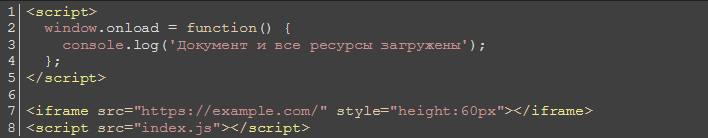 1 <script>
2   window.onload = function() {
3     console.log('Документ и все ресурсы загружены');
4   };
5 </script>
6
7 <iframe src="https://example.com/" style="height:60px"></iframe>
8 <script src="index.js"></script>